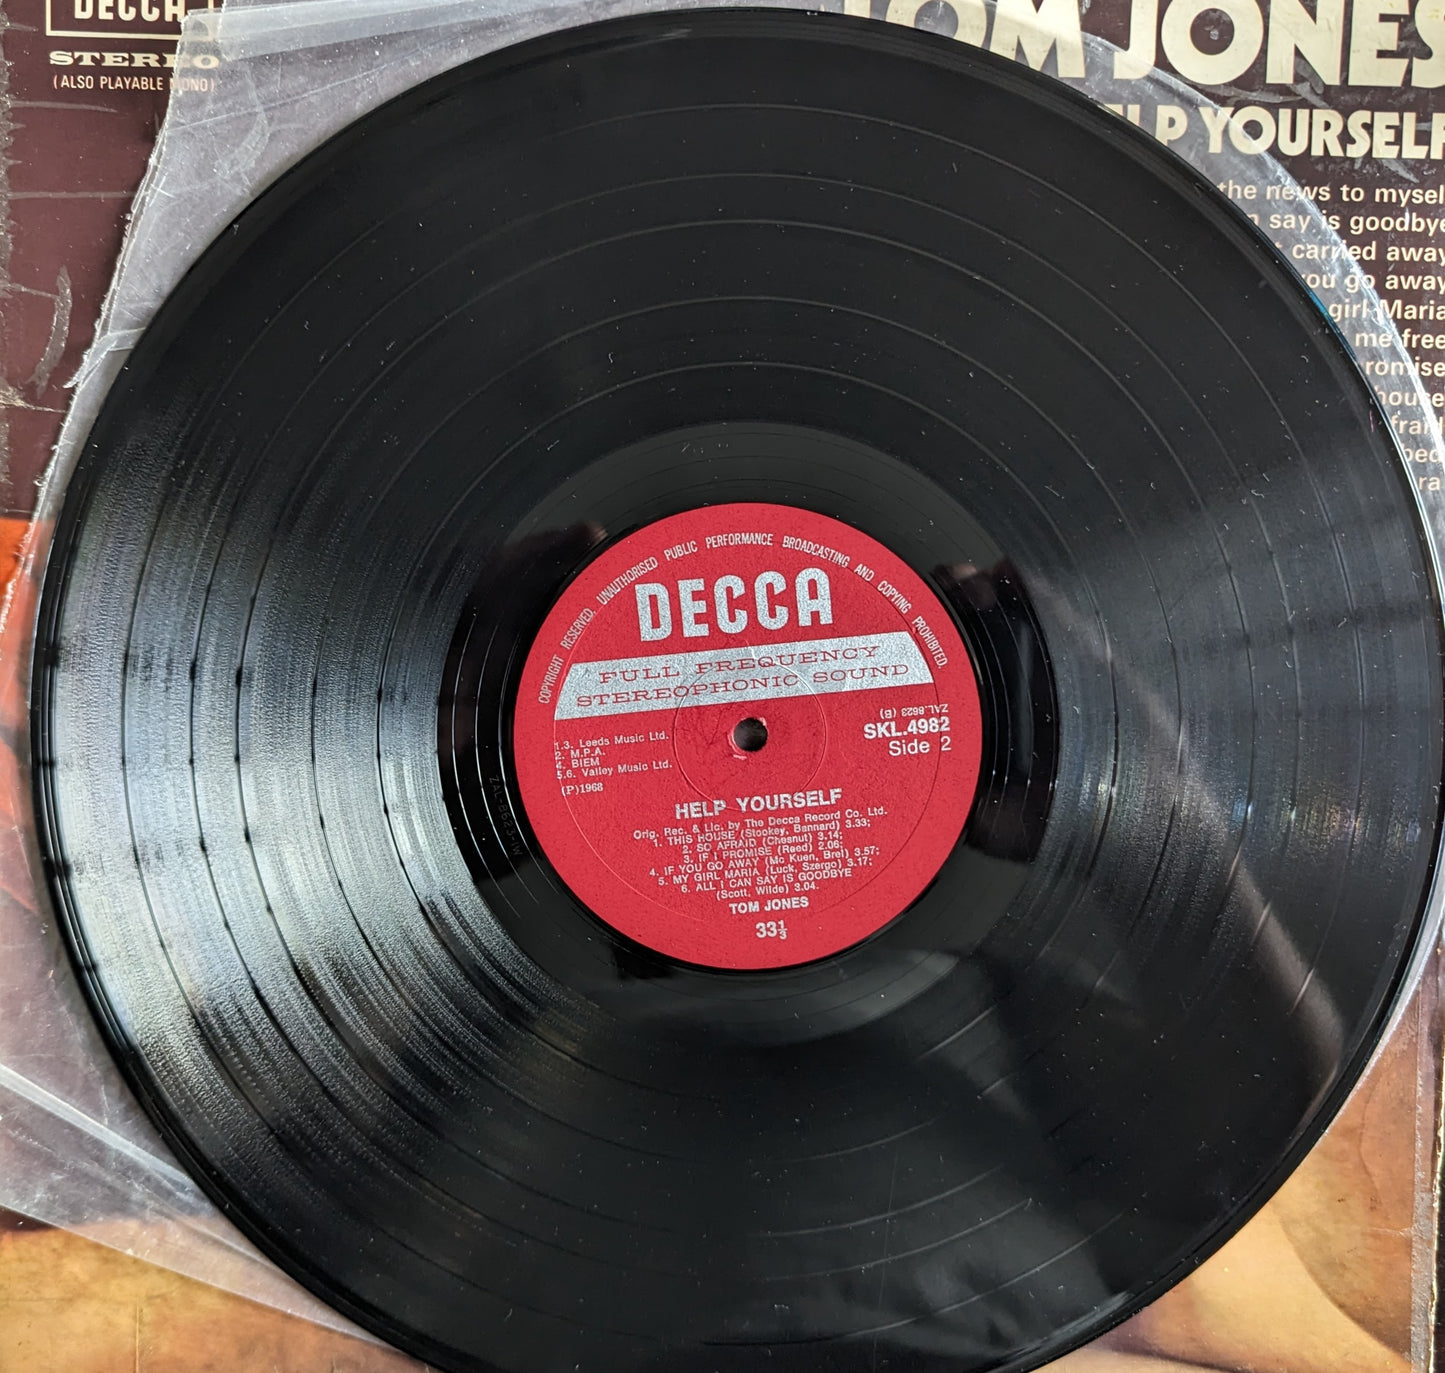 DECCA
STEREO
(ALSO PLAYABLE MONO)
TOM JONES
HELP YOURSELF
the news to mysel
say is goodbye
carried away
you go away
girl Maria
me free
romise
house
frai
bed
ra
COPYRIGHT RESERVED. UNAUTHORISED PUBLIC PERFORMANCE BROADCASTING AND COPYING PROHIBITED
DECCA
FULL FREQUENCY
STEREOPHONIC SOUND
ZAL.8623 (B)
SKL.4982
Side 2
1.3. Leeds Music Ltd.
2. M.P.A.
4. BIEM
5.6. Valley Music Ltd.
(P)1968
HELP YOURSELF
Orig. Rec. & Lic. by The Decca Record Co. Ltd.
1. THIS HOUSE (Stookey, Bannard) 3.33;
2. SO AFRAID (Chesnut) 3.14;
3. IF I PROMISE (Reed) 2.06;
4. IF YOU GO AWAY (Mc Kuen, Brel) 3.57;
5. MY GIRL MARIA (Luck, Szergo) 3.17;
6. ALL I CAN SAY IS GOODBYE
(Scott, Wilde) 3.04.
TOM JONES
33⅓
ZAL-8623-1W